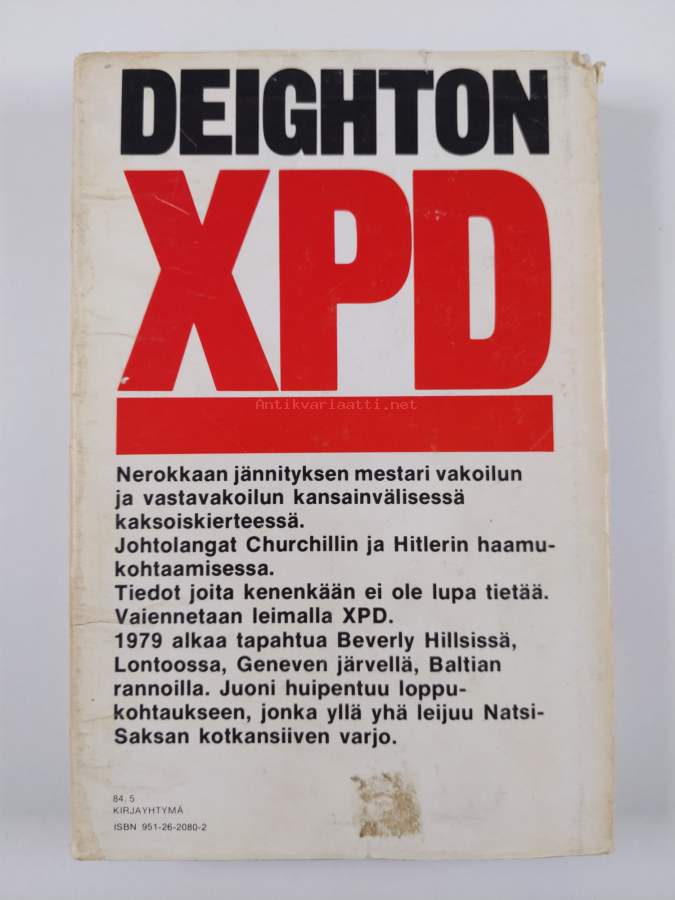 DEIGHTON
XPD
Antikvariaatti.net
Nerokkaan jännityksen mestari vakoilun
ja vastavakoilun kansainvälisessä
kaksoiskierteessä.
Johtolangat Churchillin ja Hitlerin haamu-
kohtaamisessa.
Tiedot joita kenenkään ei ole lupa tietää.
Vaiennetaan leimalla XPD.
1979 alkaa tapahtua Beverly Hillsissä,
Lontoossa, Geneven järvellä, Baltian
rannoilla. Juoni huipentuu loppu-
kohtaukseen, jonka yllä yhä leijuu Natsi-
Saksan kotkansiiven varjo.
84.5
KIRJAYHTYMÄ
ISBN 951-26-2080-2